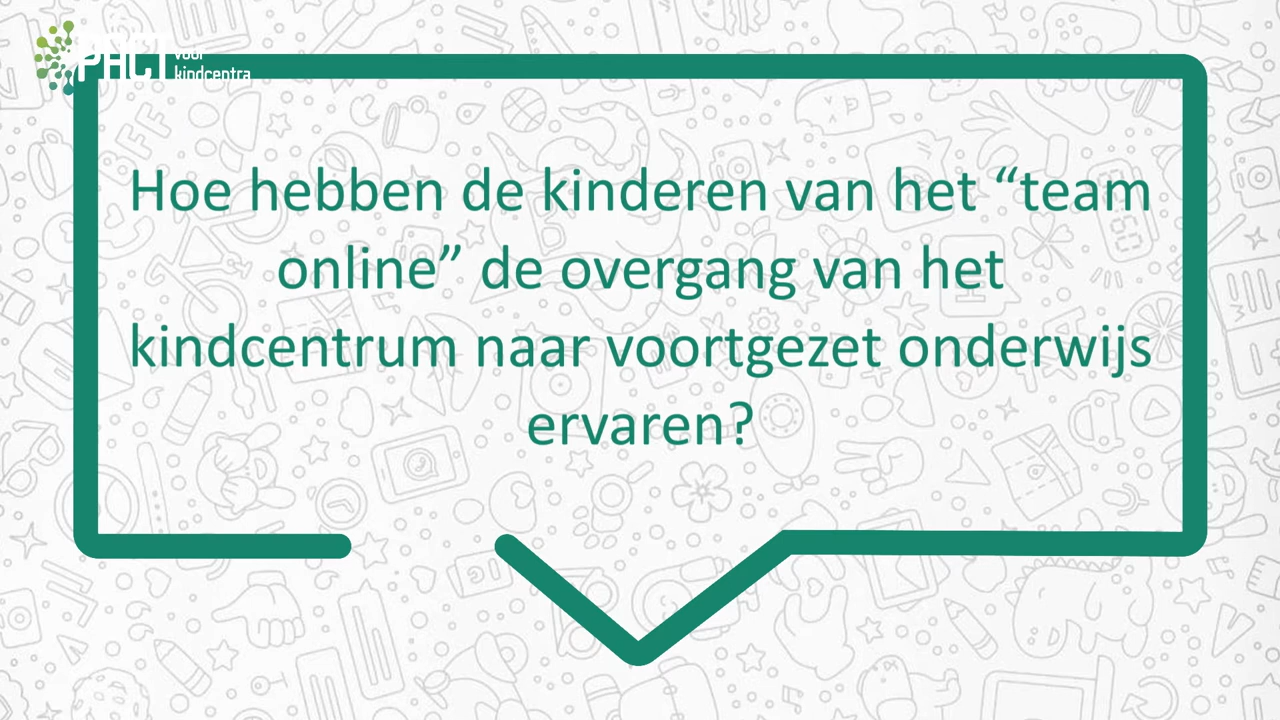 PACT voor
kindcentra
Hoe hebben de kinderen van het “team
online” de overgang van het
kindcentrum naar voortgezet onderwijs
ervaren?